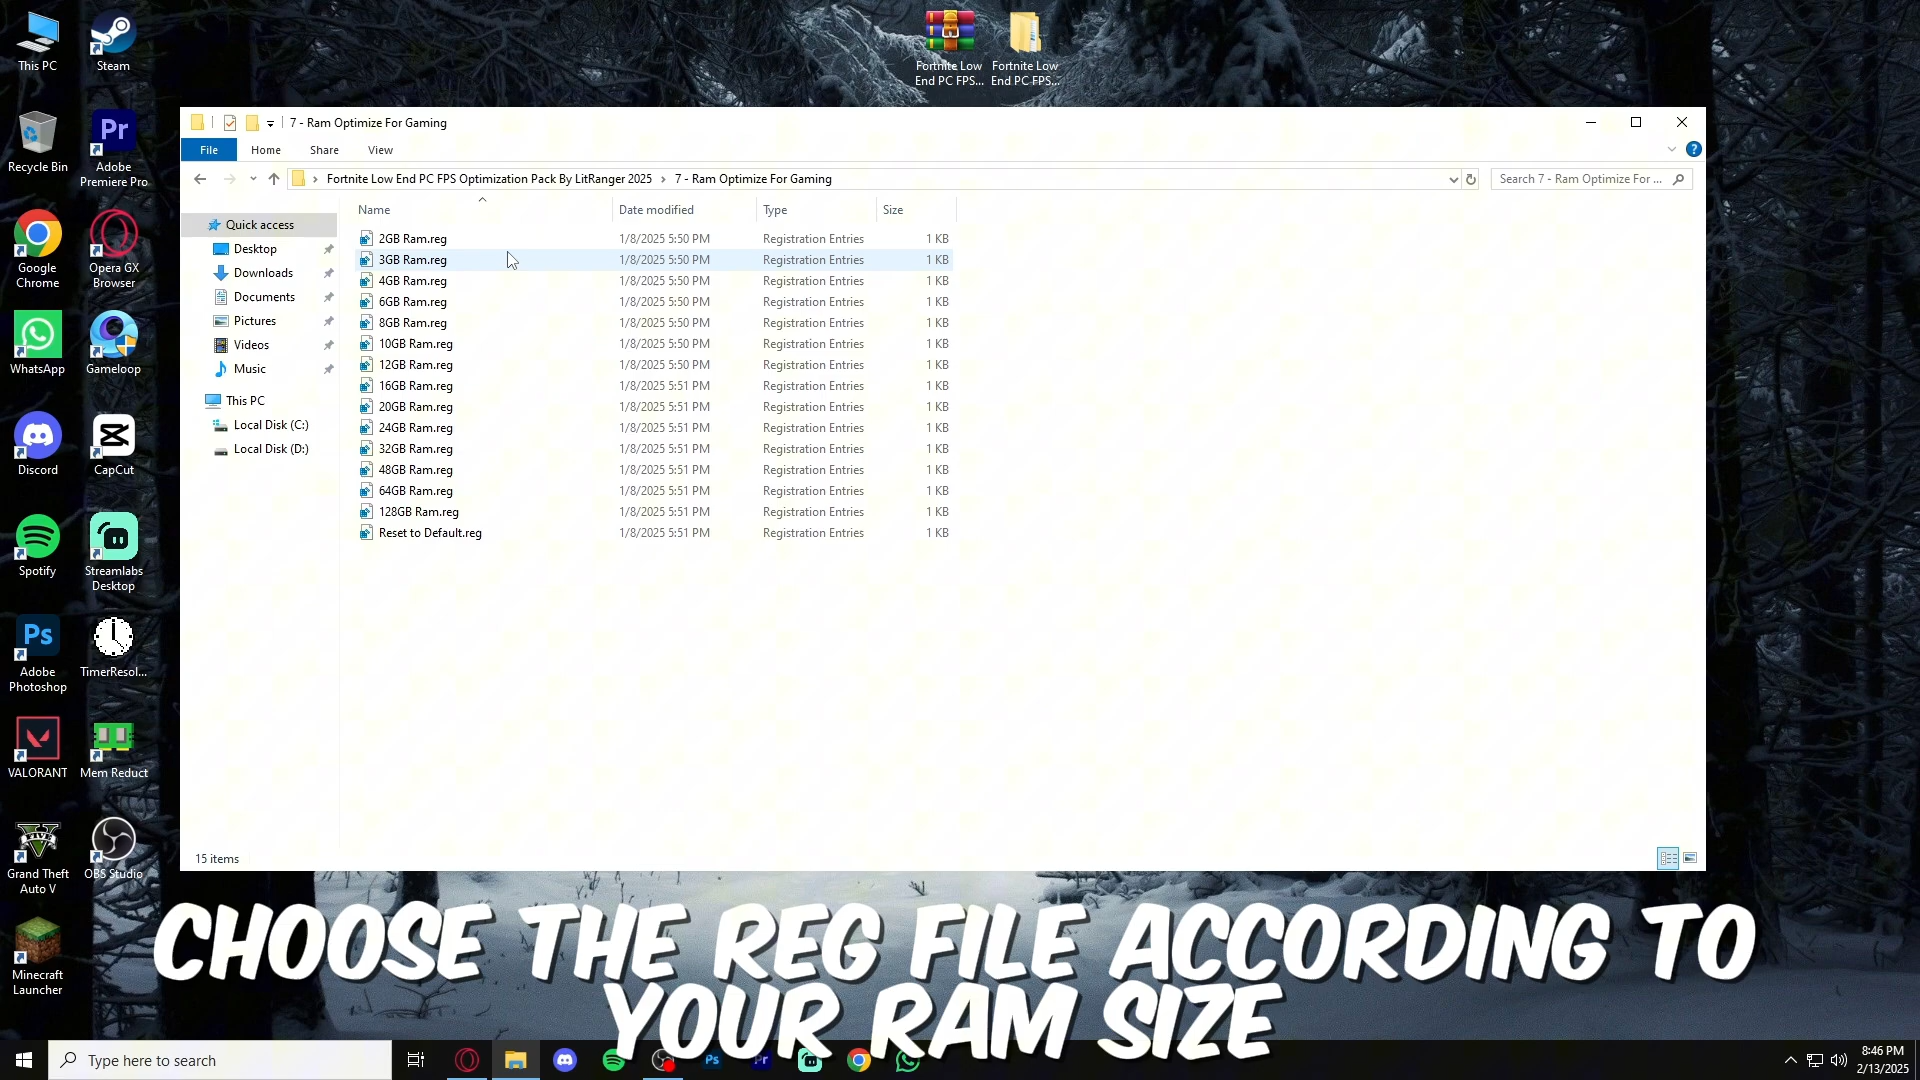 This PC
Steam
Fortnite Low
End PC FPS...
Fortnite Low
End PC FPS...
7 - Ram Optimize For Gaming
File
Home
Share
View
Fortnite Low End PC FPS Optimization Pack By LitRanger 2025
7 - Ram Optimize For Gaming
Search 7 - Ram Optimize For ...
Recycle Bin
Adobe
Premiere Pro
Google
Chrome
Opera GX
Browser
WhatsApp
Gameloop
Discord
CapCut
Spotify
Streamlabs
Desktop
Adobe
Photoshop
TimerResol...
VALORANT
Mem Reduct
Grand Theft
Auto V
OBS Studio
Minecraft
Launcher
Quick access
Desktop
Downloads
Documents
Pictures
Videos
Music
This PC
Local Disk (C:)
Local Disk (D:)
Name Date modified Type Size
2GB Ram.reg 1/8/2025 5:50 PM Registration Entries 1 KB
3GB Ram.reg 1/8/2025 5:50 PM Registration Entries 1 KB
4GB Ram.reg 1/8/2025 5:50 PM Registration Entries 1 KB
6GB Ram.reg 1/8/2025 5:50 PM Registration Entries 1 KB
8GB Ram.reg 1/8/2025 5:50 PM Registration Entries 1 KB
10GB Ram.reg 1/8/2025 5:50 PM Registration Entries 1 KB
12GB Ram.reg 1/8/2025 5:50 PM Registration Entries 1 KB
16GB Ram.reg 1/8/2025 5:51 PM Registration Entries 1 KB
20GB Ram.reg 1/8/2025 5:51 PM Registration Entries 1 KB
24GB Ram.reg 1/8/2025 5:51 PM Registration Entries 1 KB
32GB Ram.reg 1/8/2025 5:51 PM Registration Entries 1 KB
48GB Ram.reg 1/8/2025 5:51 PM Registration Entries 1 KB
64GB Ram.reg 1/8/2025 5:51 PM Registration Entries 1 KB
128GB Ram.reg 1/8/2025 5:51 PM Registration Entries 1 KB
Reset to Default.reg 1/8/2025 5:51 PM Registration Entries 1 KB
15 items
CHOOSE THE REG FILE ACCORDING TO
YOUR RAM SIZE
Type here to search
8:46 PM
2/13/2025